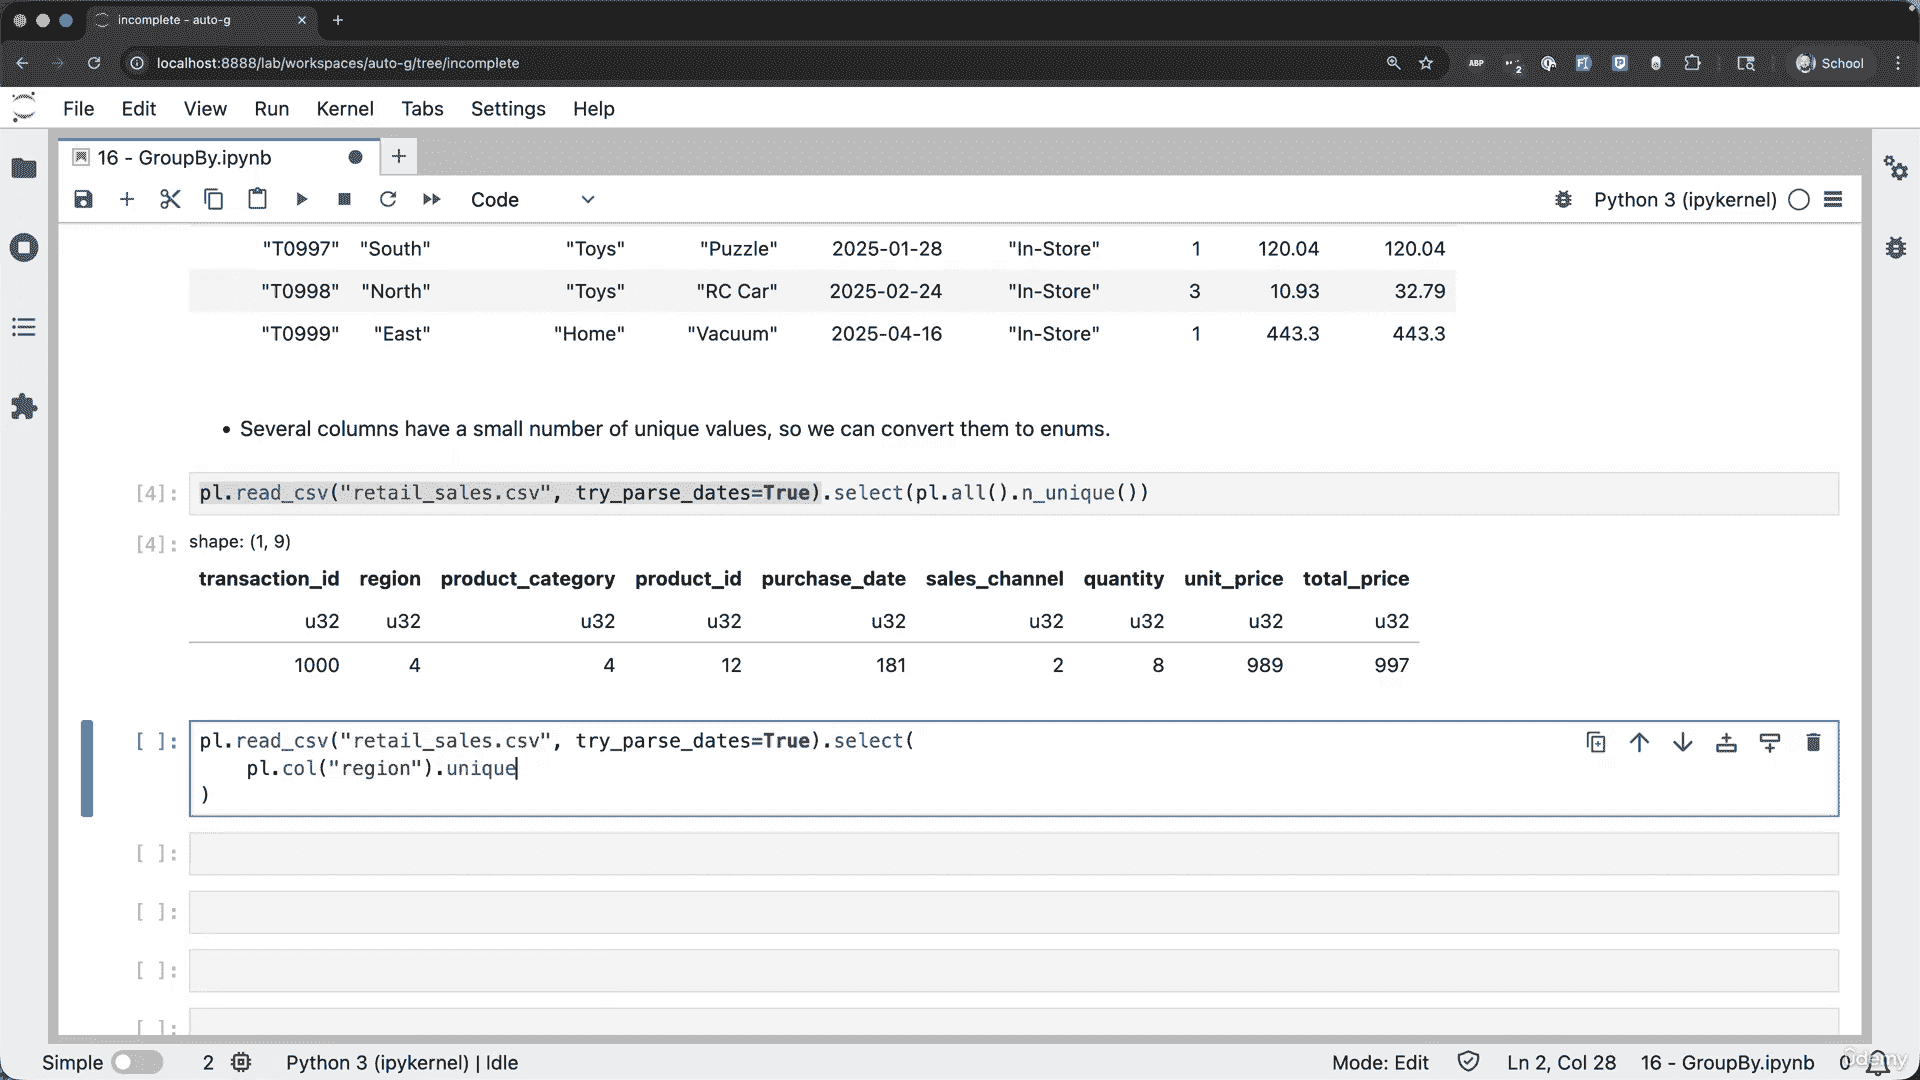 incomplete - auto-g
localhost:8888/lab/workspaces/auto-g/tree/incomplete
ABP
2
School
File Edit View Run Kernel Tabs Settings Help
16 - GroupBy.ipynb
Code
Python 3 (ipykernel)
"T0997" "South" "Toys" "Puzzle" 2025-01-28 "In-Store" 1 120.04 120.04
"T0998" "North" "Toys" "RC Car" 2025-02-24 "In-Store" 3 10.93 32.79
"T0999" "East" "Home" "Vacuum" 2025-04-16 "In-Store" 1 443.3 443.3
• Several columns have a small number of unique values, so we can convert them to enums.
[4]: pl.read_csv("retail_sales.csv", try_parse_dates=True).select(pl.all().n_unique())
[4]: shape: (1, 9)
transaction_id region product_category product_id purchase_date sales_channel quantity unit_price total_price
u32 u32 u32 u32 u32 u32 u32 u32 u32
1000 4 4 12 181 2 8 989 997
[ ]: pl.read_csv("retail_sales.csv", try_parse_dates=True).select(
pl.col("region").unique
)
[ ]:
[ ]:
[ ]:
[ ]:
Simple 2 Python 3 (ipykernel) | Idle Mode: Edit Ln 2, Col 28 16 - GroupBy.ipynb 0
Udemy